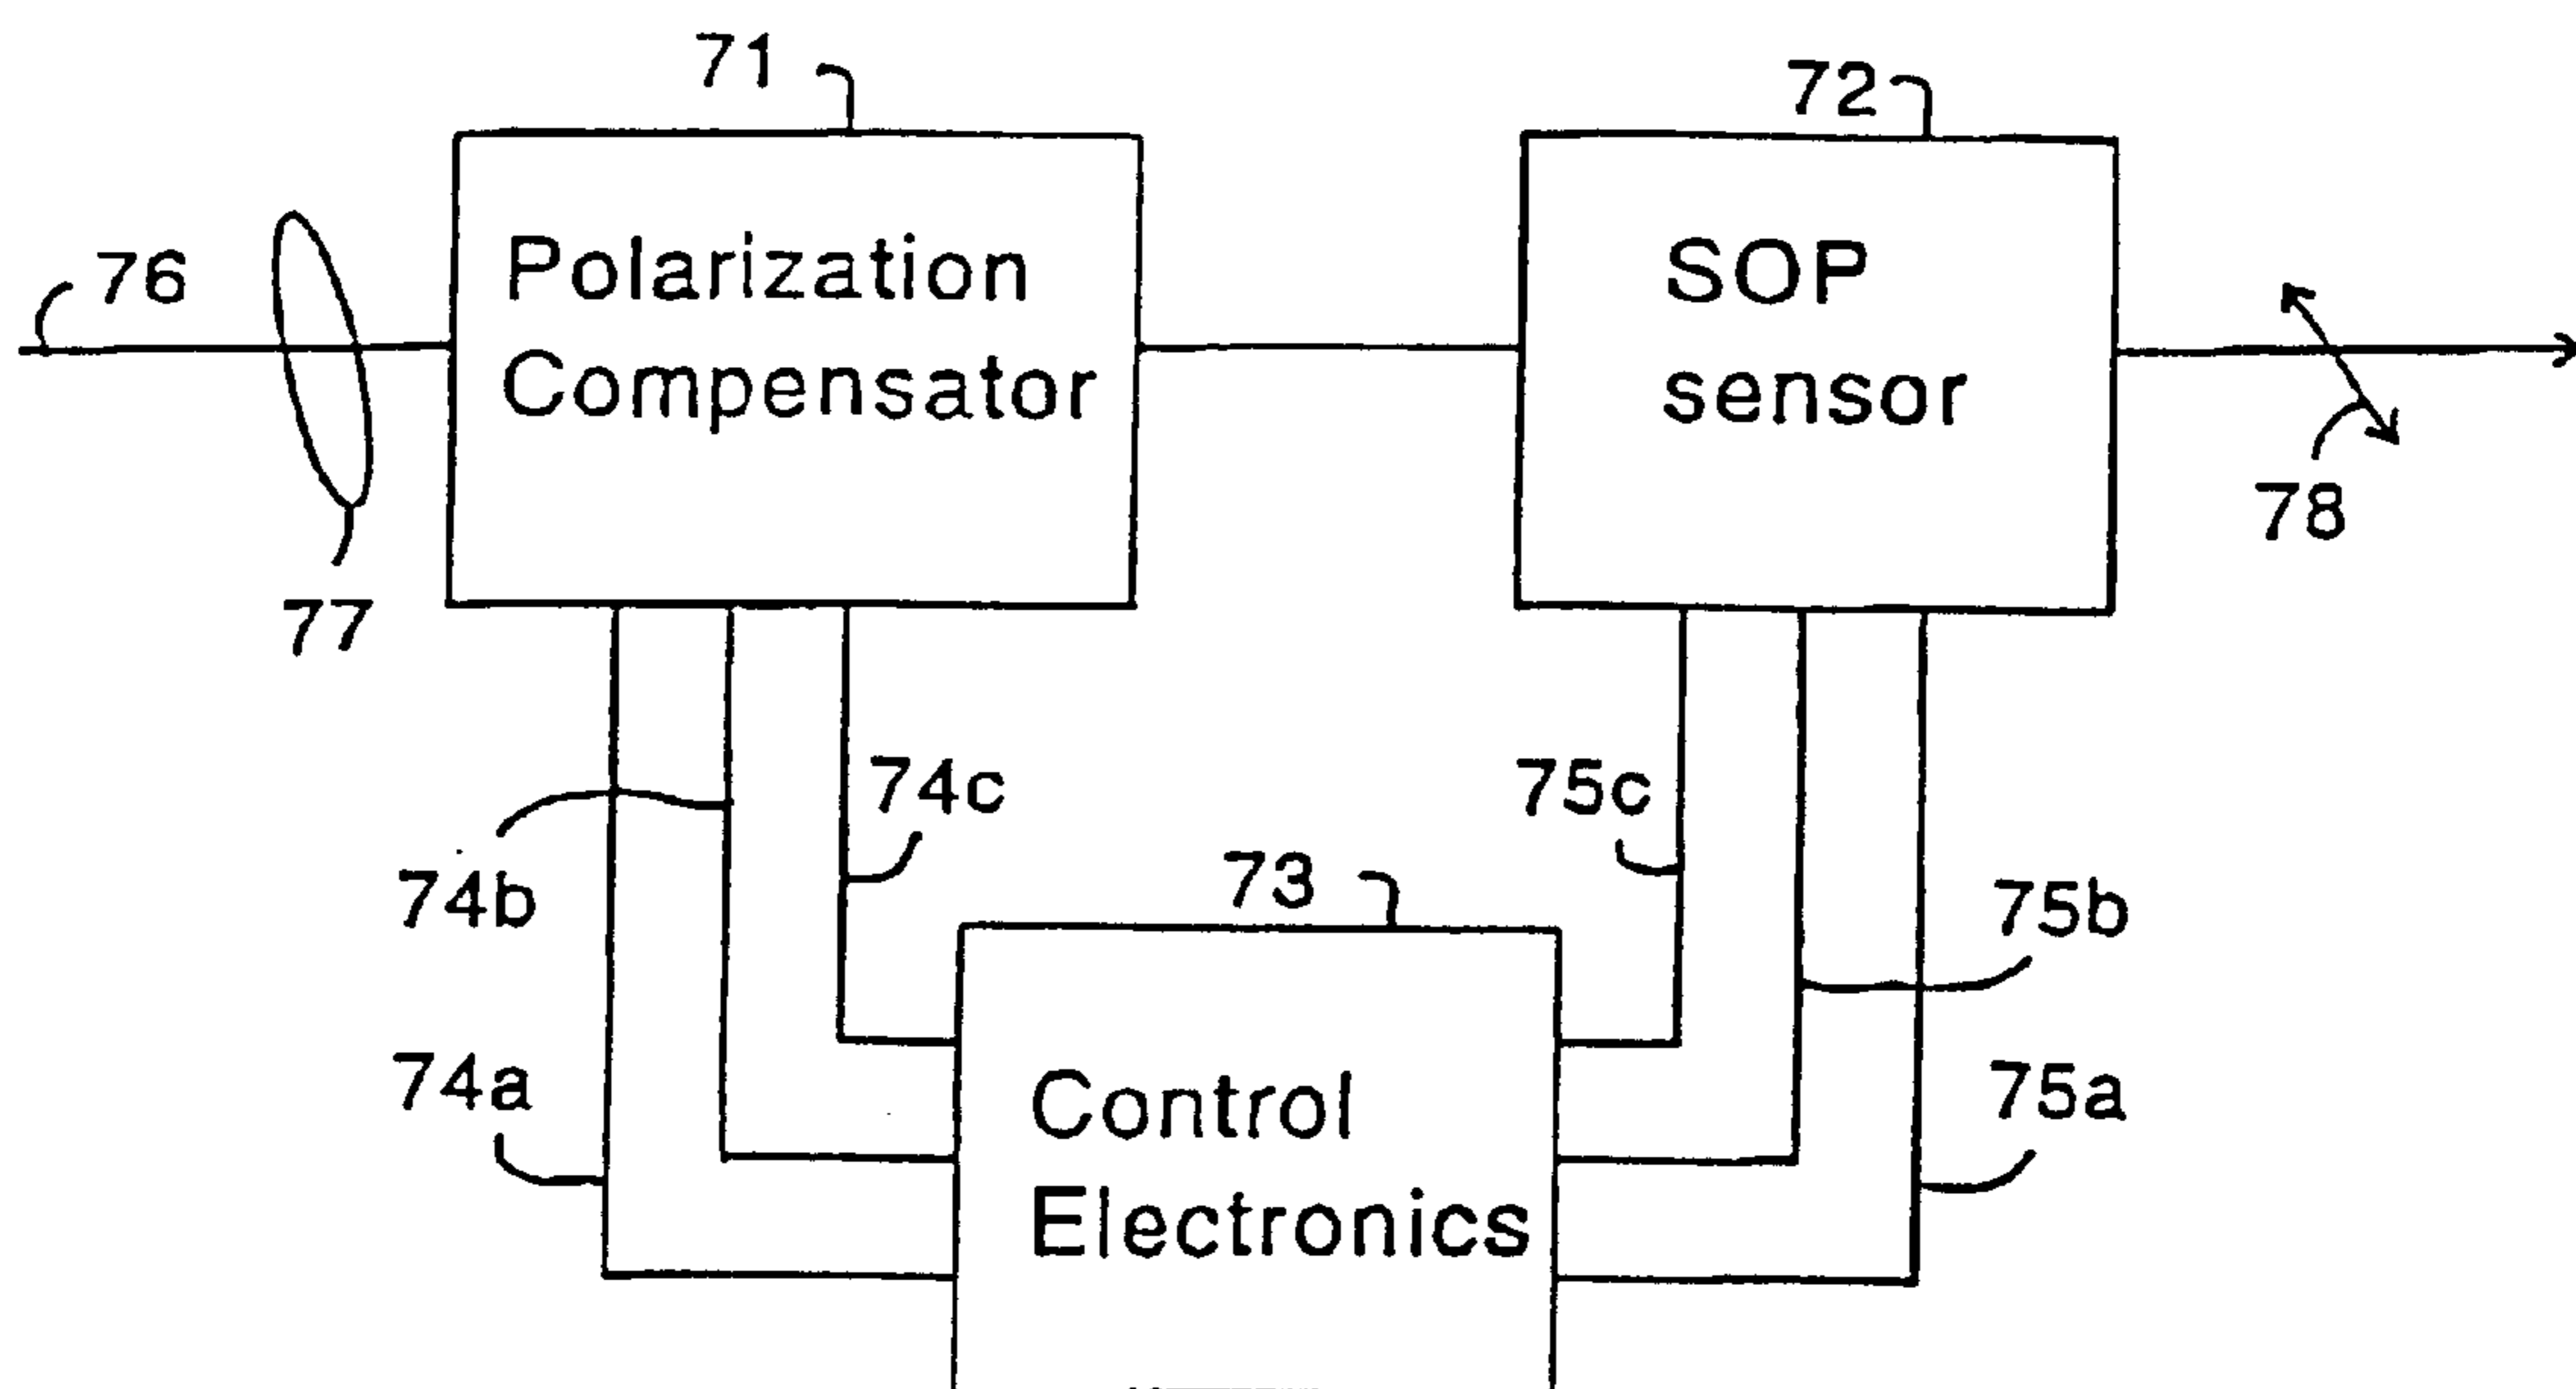 71
72
76
Polarization
Compensator
SOP
sensor
78
77
74c
75c
74b
73
75b
74a
Control
Electronics
75a